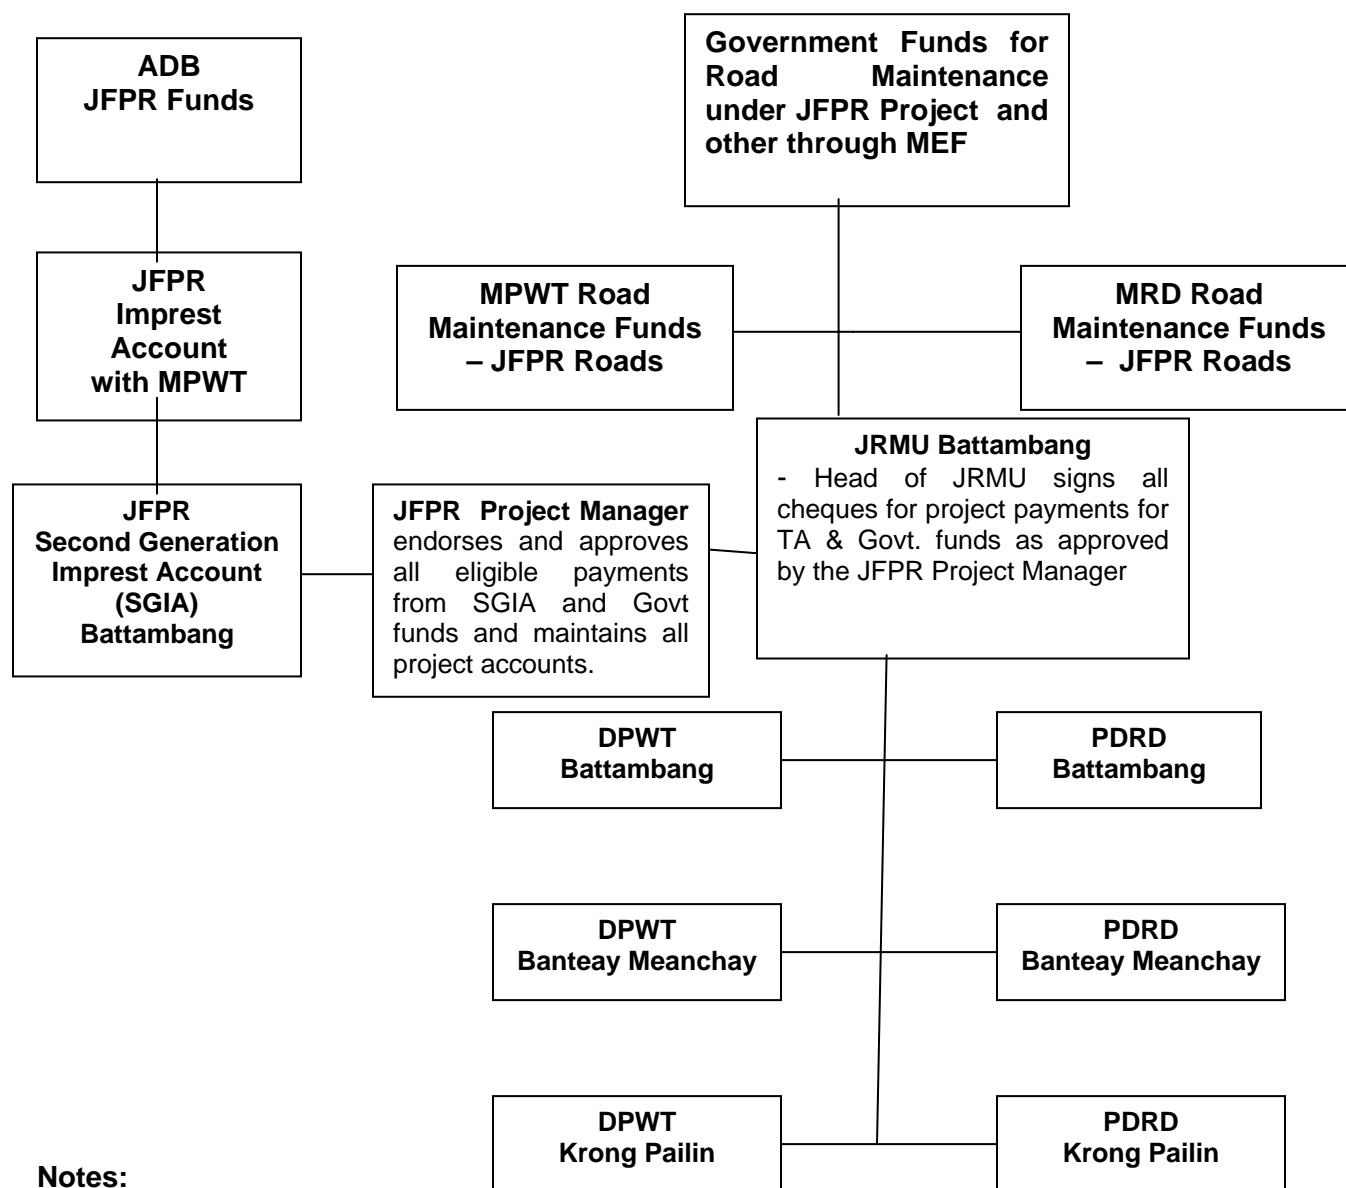 ADB
JFPR Funds
Government Funds for
Road Maintenance
under JFPR Project and
other through MEF
JFPR
Imprest
Account
with MPWT
MPWT Road
Maintenance Funds
– JFPR Roads
MRD Road
Maintenance Funds
– JFPR Roads
JFPR
Second Generation
Imprest Account
(SGIA)
Battambang
JFPR Project Manager
endorses and approves
all eligible payments
from SGIA and Govt
funds and maintains all
project accounts.
JRMU Battambang
- Head of JRMU signs all
cheques for project payments for
TA & Govt. funds as approved
by the JFPR Project Manager
DPWT
Battambang
PDRD
Battambang
DPWT
Banteay Meanchay
PDRD
Banteay Meanchay
DPWT
Krong Pailin
PDRD
Krong Pailin
Notes: